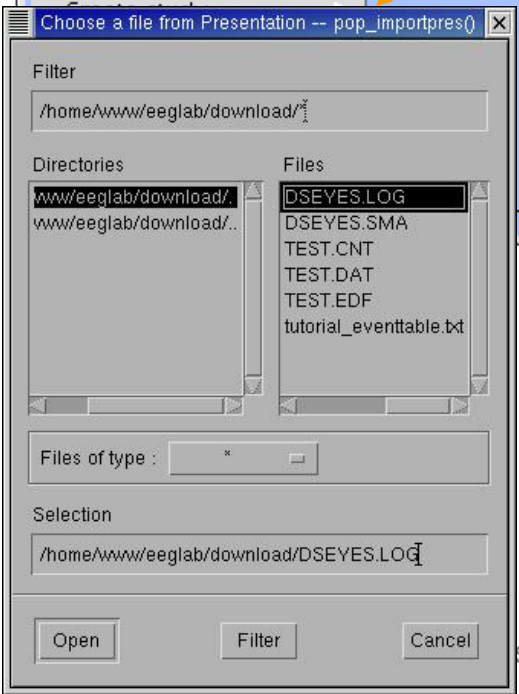 Choose a file from Presentation -- pop_importpres()
Filter
/home/www/eeglab/download/*
Directories
www/eeglab/download/.
www/eeglab/download/..
Files
DSEYES.LOG
DSEYES.SMA
TEST.CNT
TEST.DAT
TEST.EDF
tutorial_eventtable.txt
Files of type : *
Selection
/home/www/eeglab/download/DSEYES.LOG
Open Filter Cancel